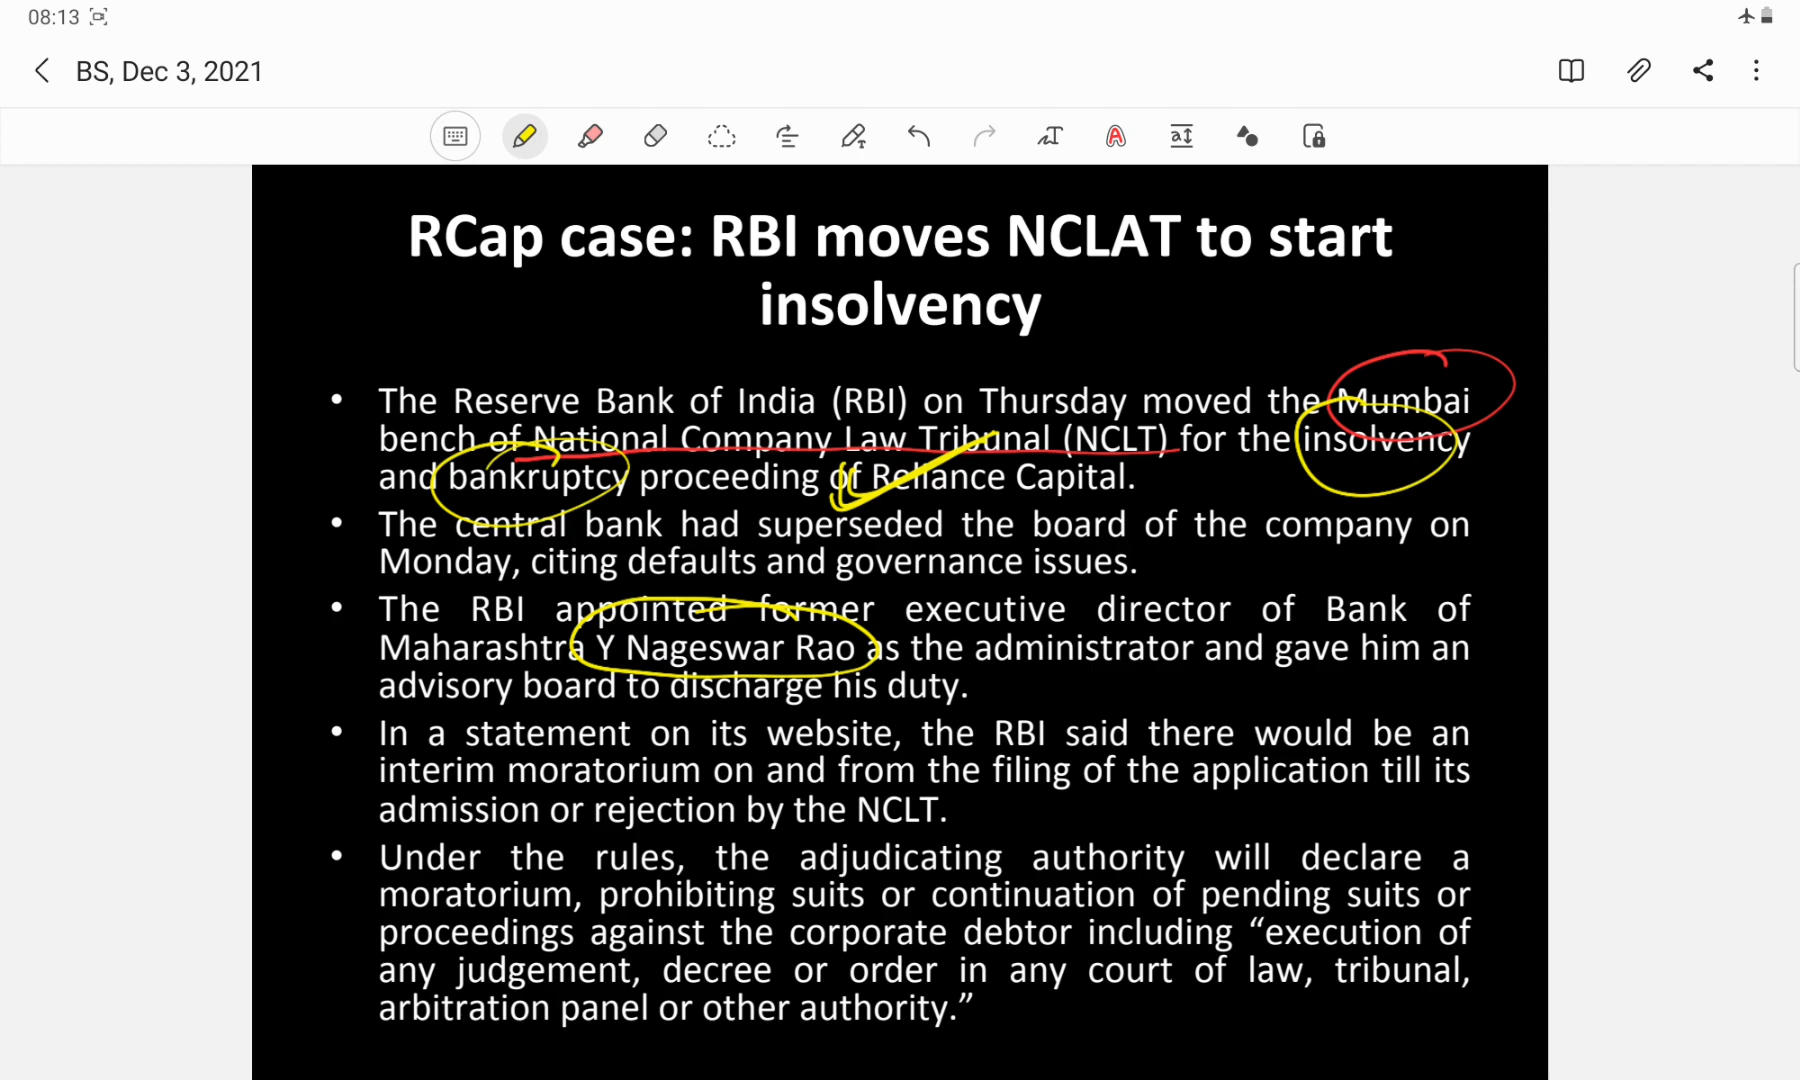 08:13
BS, Dec 3, 2021
RCap case: RBI moves NCLAT to start
insolvency
• The Reserve Bank of India (RBI) on Thursday moved the Mumbai
bench of National Company Law Tribunal (NCLT) for the insolvency
and bankruptcy proceeding of Reliance Capital.
• The central bank had superseded the board of the company on
Monday, citing defaults and governance issues.
• The RBI appointed former executive director of Bank of
Maharashtra Y Nageswar Rao as the administrator and gave him an
advisory board to discharge his duty.
• In a statement on its website, the RBI said there would be an
interim moratorium on and from the filing of the application till its
admission or rejection by the NCLT.
• Under the rules, the adjudicating authority will declare a
moratorium, prohibiting suits or continuation of pending suits or
proceedings against the corporate debtor including “execution of
any judgement, decree or order in any court of law, tribunal,
arbitration panel or other authority.”